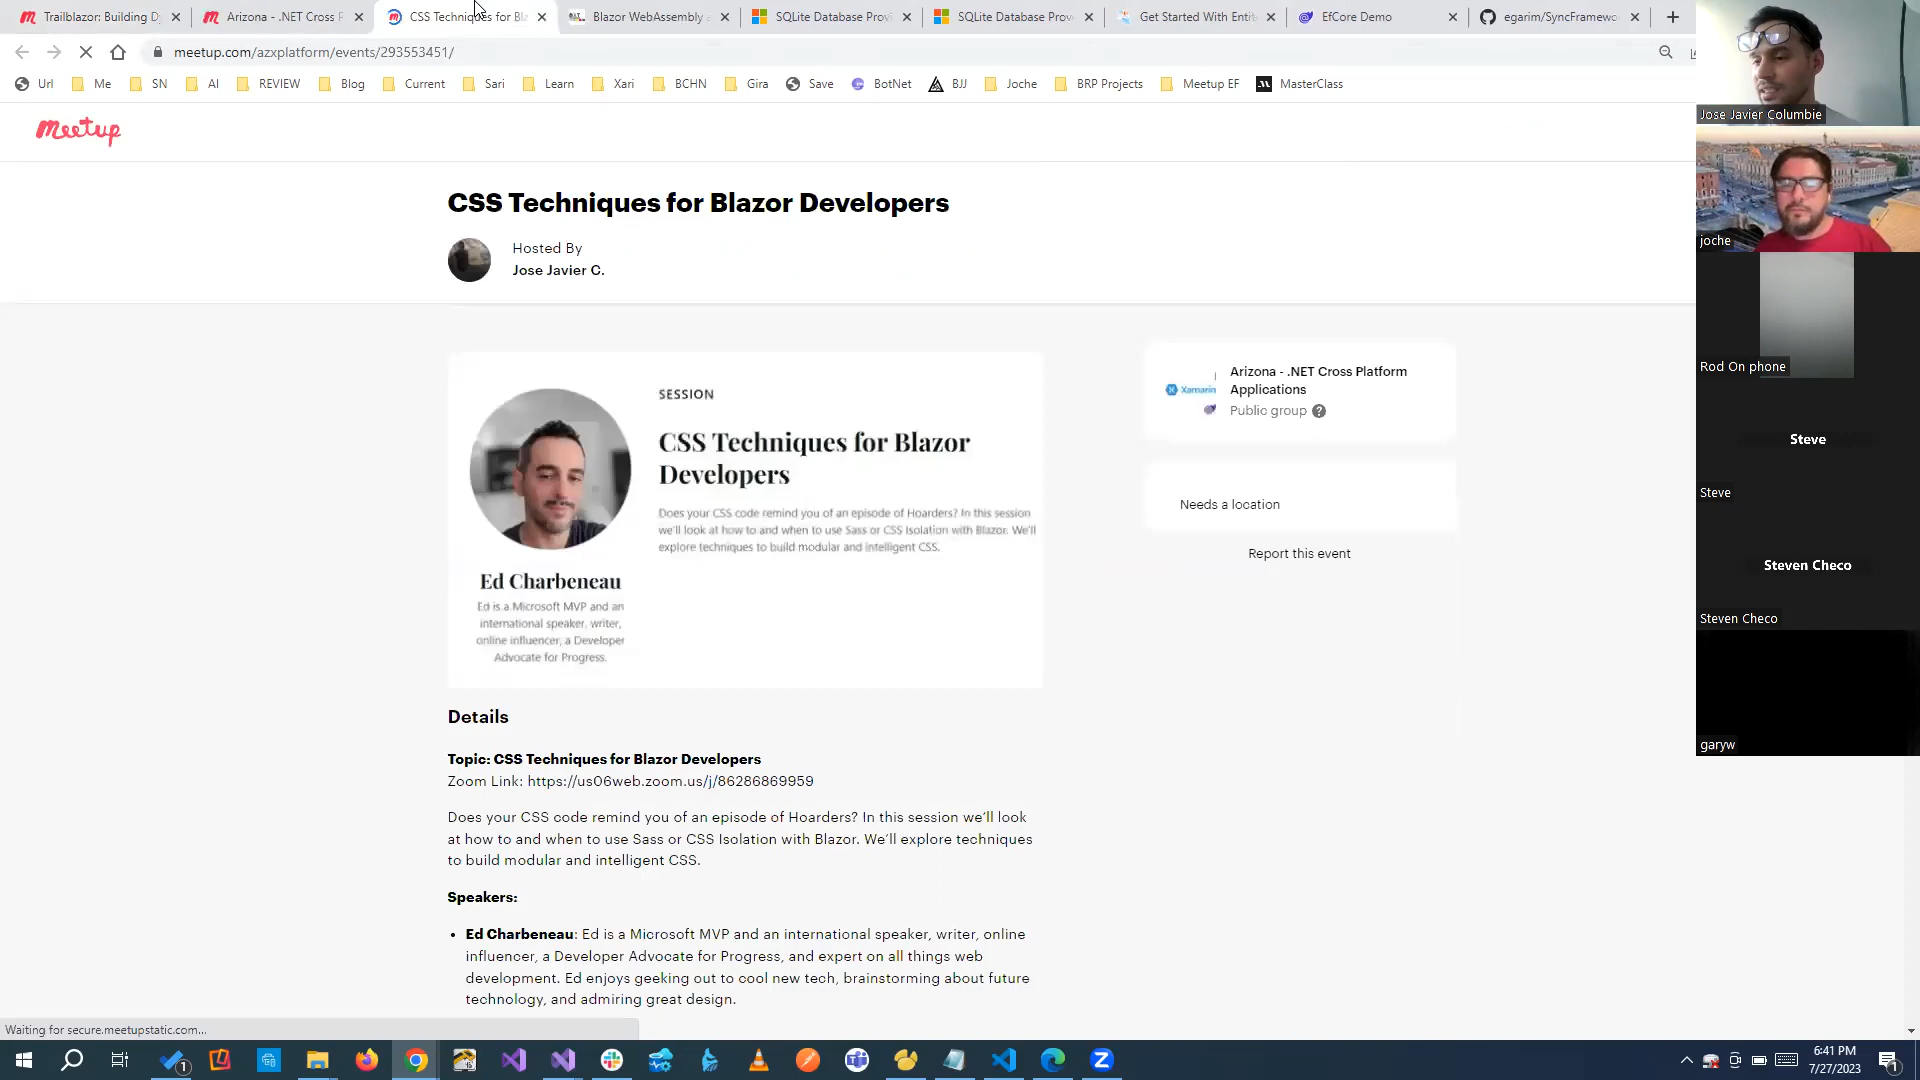 Trailblazor: Building D
Arizona - .NET Cross P
CSS Techniques for Bla
Blazor WebAssembly
SQLite Database Provi
SQLite Database Prov
Get Started With Entit
EfCore Demo
egarim/SyncFramewo
meetup.com/azxplatform/events/293553451/
Url
Me
SN
AI
REVIEW
Blog
Current
Sari
Learn
Xari
BCHN
Gira
Save
BotNet
BJJ
Joche
BRP Projects
Meetup EF
MasterClass
Meetup
CSS Techniques for Blazor Developers
Hosted By
Jose Javier C.
SESSION
CSS Techniques for Blazor
Developers
Does your CSS code remind you of an episode of Hoarders? In this session
we'll look at how to and when to use Sass or CSS Isolation with Blazor. We'll
explore techniques to build modular and intelligent CSS.
Ed Charbeneau
Ed is a Microsoft MVP and an
international speaker, writer,
online influencer, a Developer
Advocate for Progress.
Xamarin
Arizona - .NET Cross Platform
Applications
Public group ?
Needs a location
Report this event
Details
Topic: CSS Techniques for Blazor Developers
Zoom Link: https://us06web.zoom.us/j/86286869959
Does your CSS code remind you of an episode of Hoarders? In this session we'll look
at how to and when to use Sass or CSS Isolation with Blazor. We'll explore techniques
to build modular and intelligent CSS.
Speakers:
• Ed Charbeneau: Ed is a Microsoft MVP and an international speaker, writer, online
influencer, a Developer Advocate for Progress, and expert on all things web
development. Ed enjoys geeking out to cool new tech, brainstorming about future
technology, and admiring great design.
Waiting for secure.meetupstatic.com...
Jose Javier Columbie
joche
Rod On phone
Steve
Steve
Steven Checo
Steven Checo
garyw
1
6:41 PM
7/27/2023
1